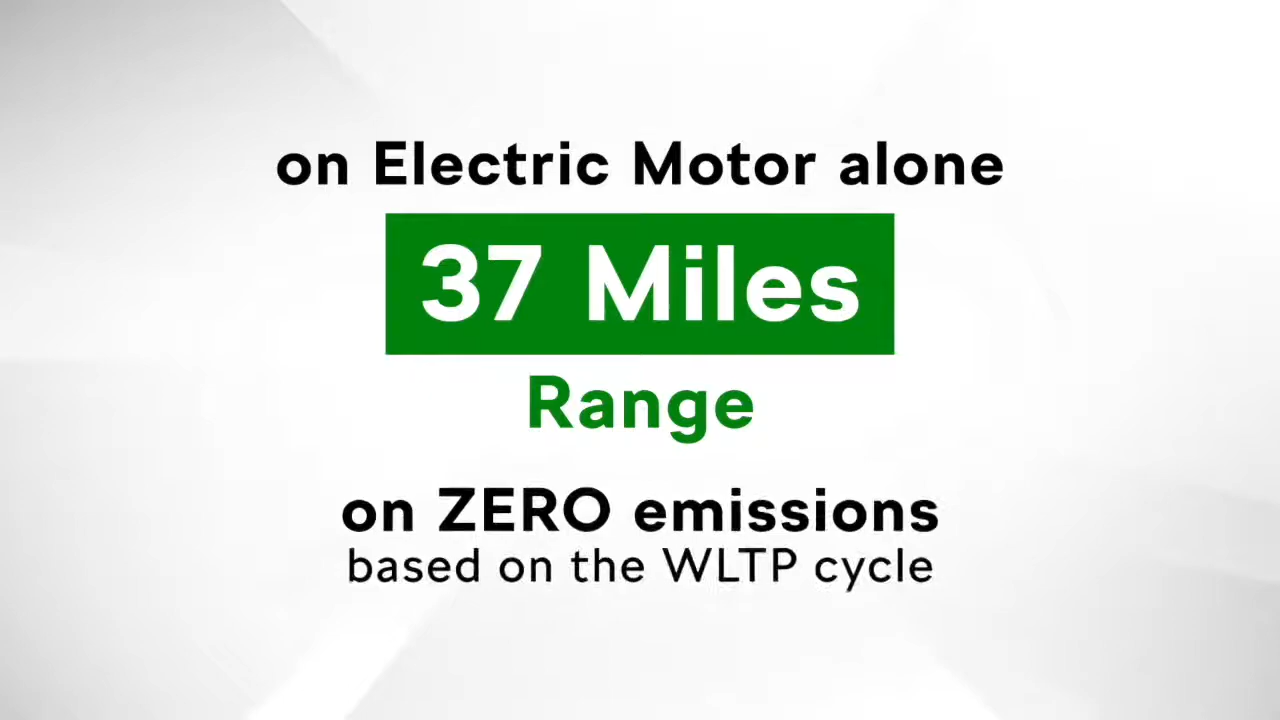 on Electric Motor alone
37 Miles
Range
on ZERO emissions
based on the WLTP cycle